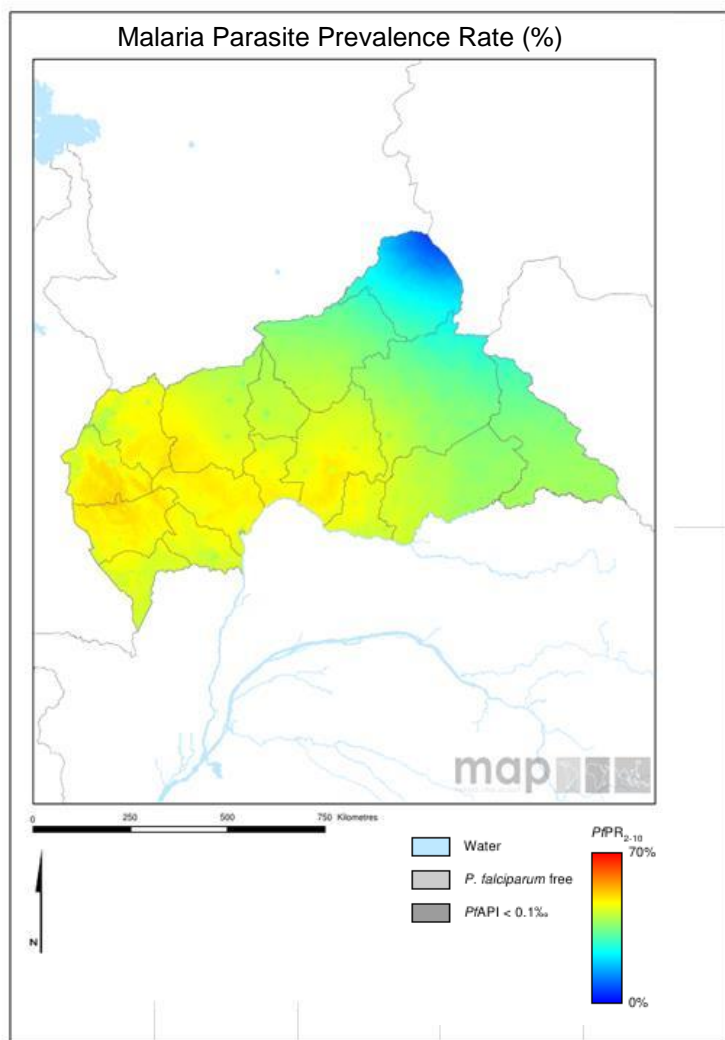 Malaria Parasite Prevalence Rate (%)
map
0 250 500 750 Kilometres
N
Water
P. falciparum free
PfAPI < 0.1‰
PfPR2-10
70%
0%